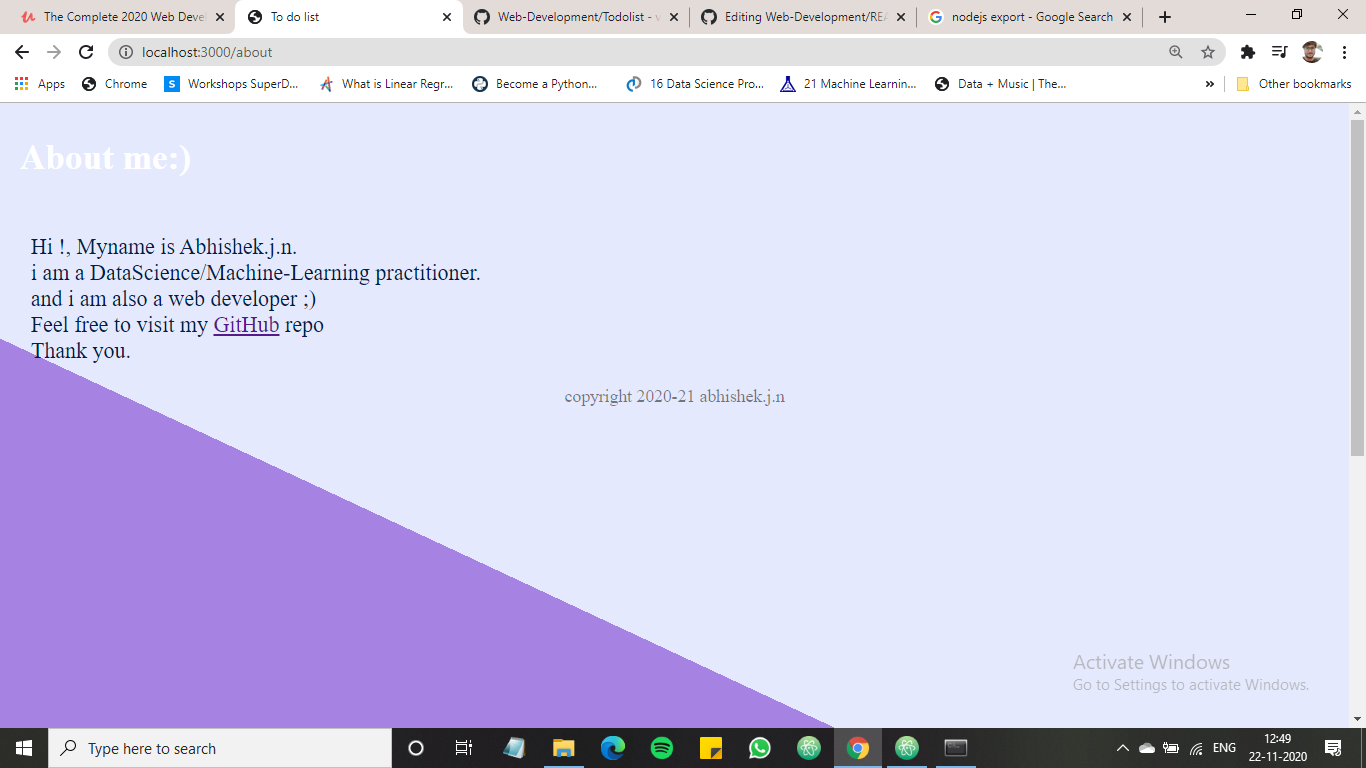 The Complete 2020 Web Devel
To do list
Web-Development/Todolist - v
Editing Web-Development/REA
nodejs export - Google Search
localhost:3000/about
Apps
Chrome
Workshops SuperD...
What is Linear Regr...
Become a Python...
16 Data Science Pro...
21 Machine Learnin...
Data + Music | The...
Other bookmarks
About me:)
Hi !, Myname is Abhishek.j.n.
i am a DataScience/Machine-Learning practitioner.
and i am also a web developer ;)
Feel free to visit my GitHub repo
Thank you.
copyright 2020-21 abhishek.j.n
Activate Windows
Go to Settings to activate Windows.
Type here to search
ENG
12:49
22-11-2020